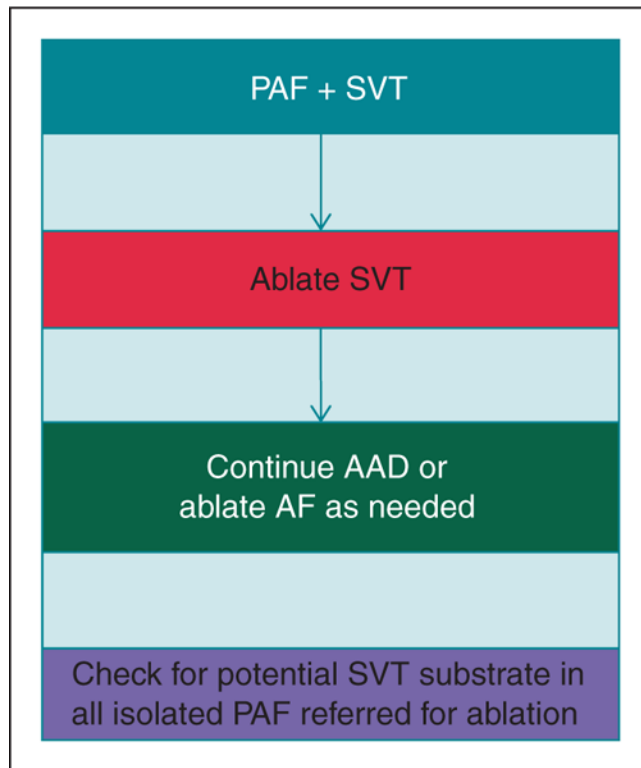 PAF + SVT
Ablate SVT
Continue AAD or
ablate AF as needed
Check for potential SVT substrate in
all isolated PAF referred for ablation